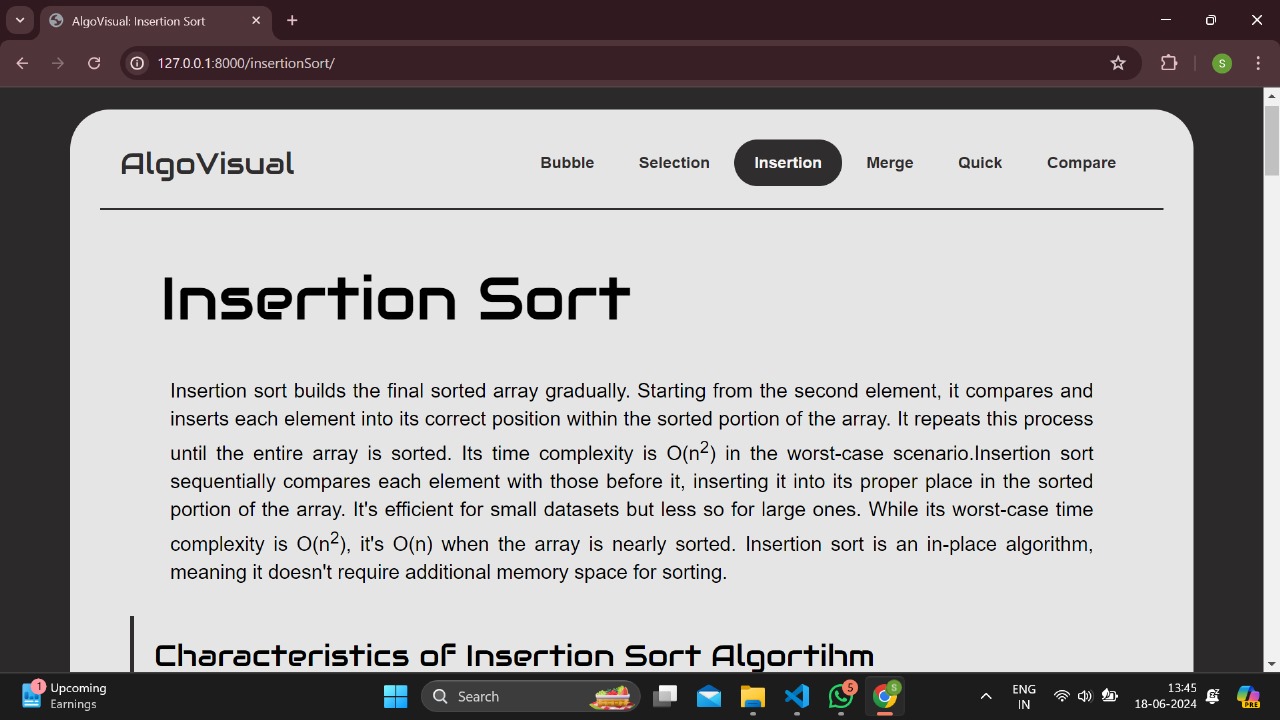 AlgoVisual: Insertion Sort
127.0.0.1:8000/insertionSort/
S
AlgoVisual
Bubble Selection Insertion Merge Quick Compare
Insertion Sort
Insertion sort builds the final sorted array gradually. Starting from the second element, it compares and
inserts each element into its correct position within the sorted portion of the array. It repeats this process
until the entire array is sorted. Its time complexity is O(n²) in the worst-case scenario.Insertion sort
sequentially compares each element with those before it, inserting it into its proper place in the sorted
portion of the array. It's efficient for small datasets but less so for large ones. While its worst-case time
complexity is O(n²), it's O(n) when the array is nearly sorted. Insertion sort is an in-place algorithm,
meaning it doesn't require additional memory space for sorting.
Characteristics of Insertion Sort Algortihm
1
Upcoming
Earnings
Search
5
S
ENG
IN
13:45
18-06-2024
PRE